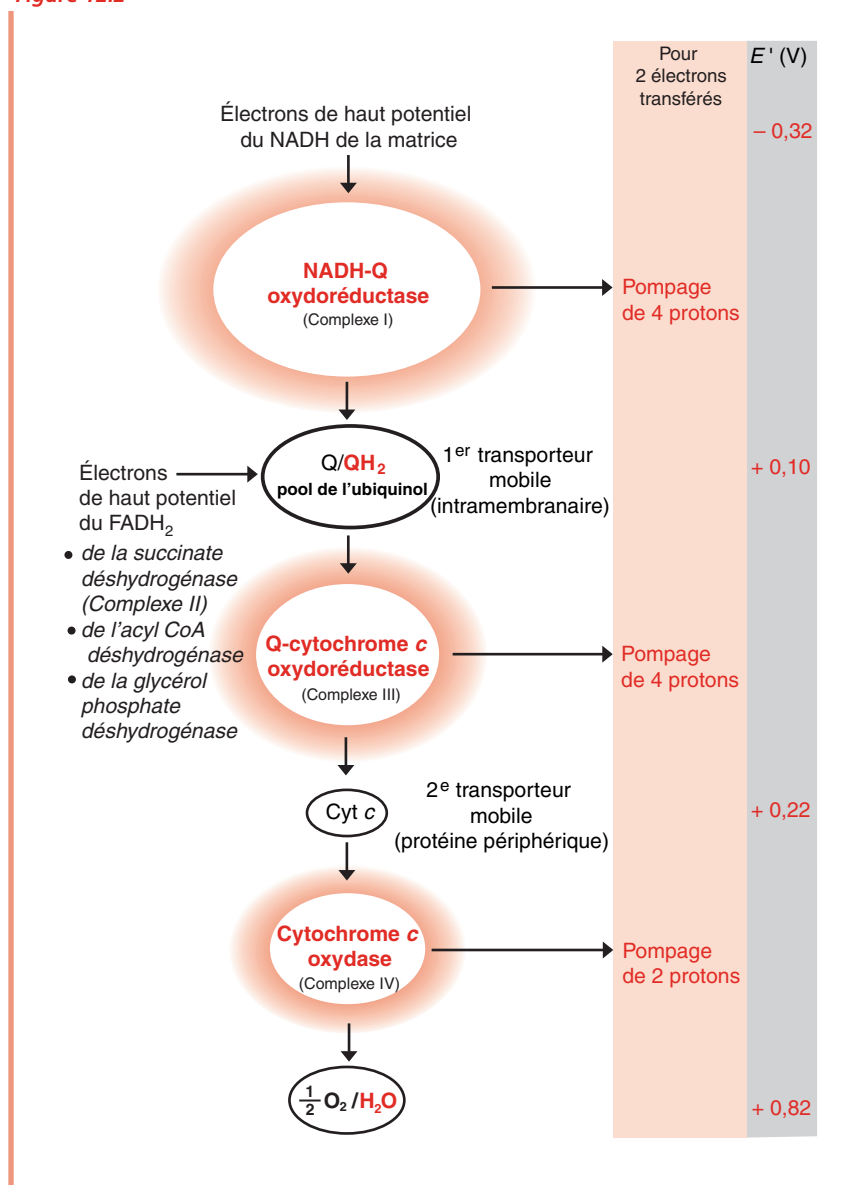 Pour
2 électrons
transférés
E ' (V)
Électrons de haut potentiel
du NADH de la matrice
– 0,32
NADH-Q
oxydoréductase
(Complexe I)
Pompage
de 4 protons
Q/QH2
pool de l'ubiquinol
1er transporteur
mobile
(intramembranaire)
+ 0,10
Électrons
de haut potentiel
du FADH2
• de la succinate
déshydrogénase
(Complexe II)
• de l'acyl CoA
déshydrogénase
• de la glycérol
phosphate
déshydrogénase
Q-cytochrome c
oxydoréductase
(Complexe III)
Pompage
de 4 protons
Cyt c
2e transporteur
mobile
(protéine périphérique)
+ 0,22
Cytochrome c
oxydase
(Complexe IV)
Pompage
de 2 protons
1/2 O2 /H2O
+ 0,82